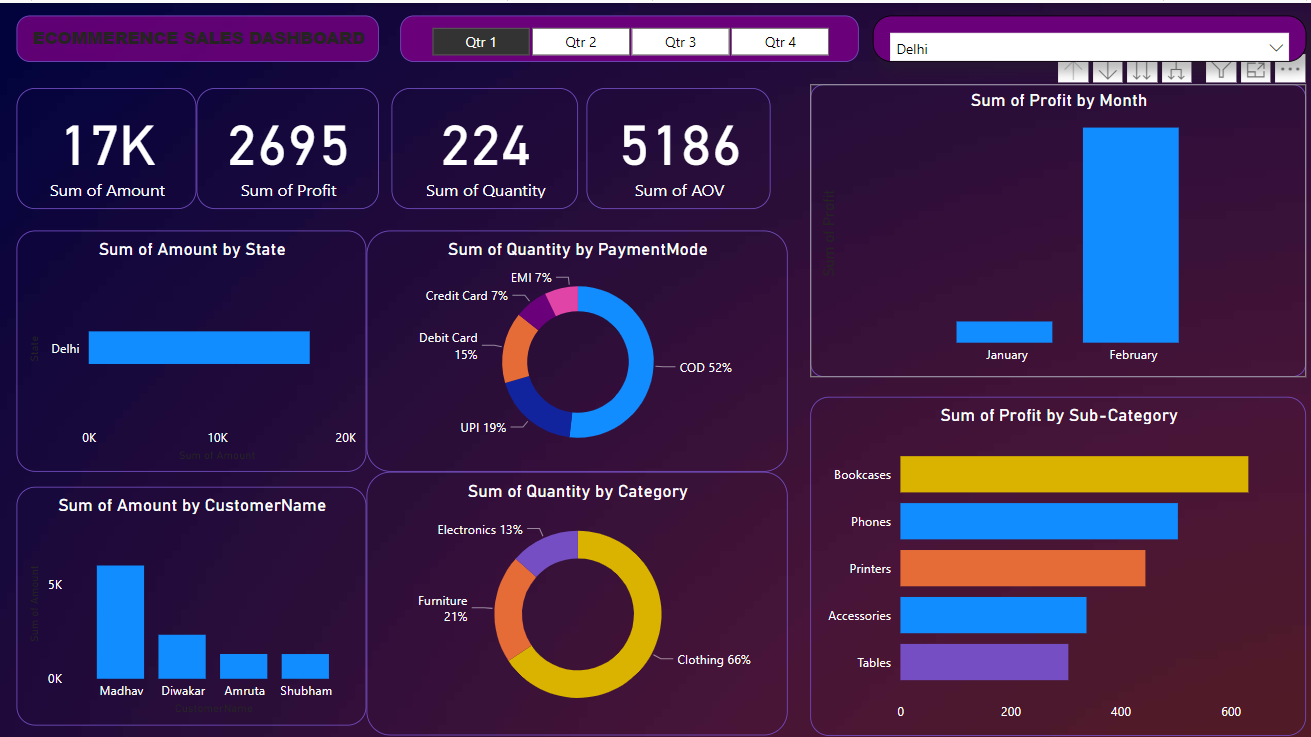 ECOMMERENCE SALES DASHBOARD
Qtr 1
Qtr 2
Qtr 3
Qtr 4
Delhi
17K
Sum of Amount
2695
Sum of Profit
224
Sum of Quantity
5186
Sum of AOV
Sum of Profit by Month
Sum of Profit
January
February
Sum of Amount by State
State
Delhi
0K
10K
20K
Sum of Amount
Sum of Quantity by PaymentMode
EMI 7%
Credit Card 7%
Debit Card
15%
UPI 19%
COD 52%
Sum of Profit by Sub-Category
Bookcases
Phones
Printers
Accessories
Tables
0
200
400
600
Sum of Amount by CustomerName
Sum of Amount
5K
0K
Madhav
Diwakar
Amruta
Shubham
CustomerName
Sum of Quantity by Category
Electronics 13%
Furniture
21%
Clothing 66%